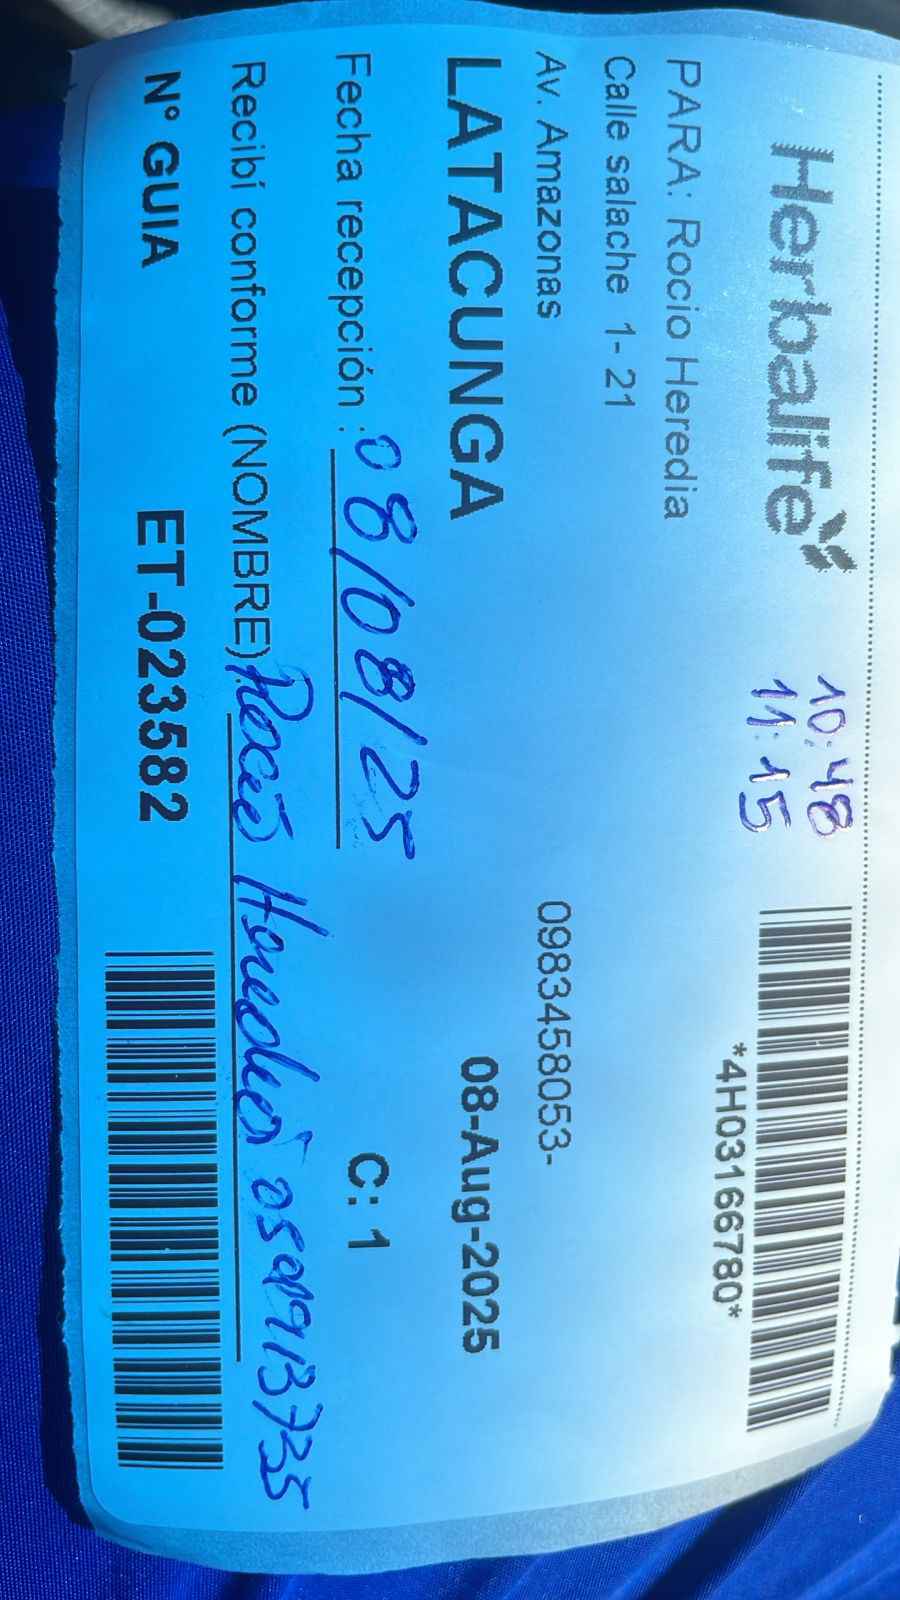 Herbalife
10:48
11:15
*4H03166780*
PARA: Rocio Heredia
Calle salache 1- 21
Av. Amazonas 0983458053-
LATACUNGA 08-Aug-2025
Fecha recepción : 08/08/25 C: 1
Recibí conforme (NOMBRE): Rocío Heredia
N° GUIA ET-023582